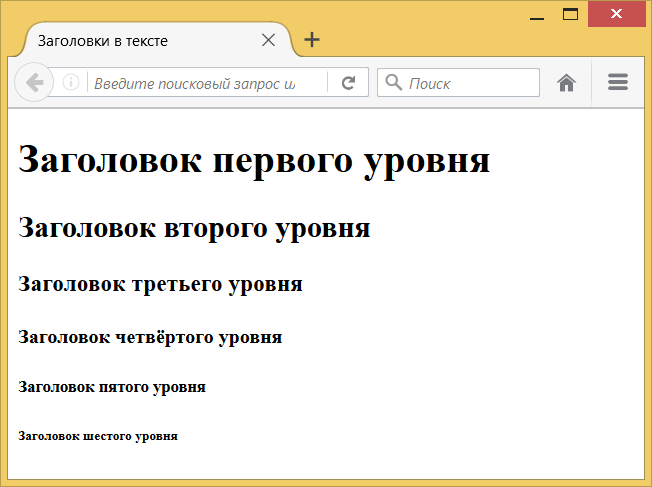 Заголовки в тексте
Введите поисковый запрос
Поиск
Заголовок первого уровня
Заголовок второго уровня
Заголовок третьего уровня
Заголовок четвёртого уровня
Заголовок пятого уровня
Заголовок шестого уровня